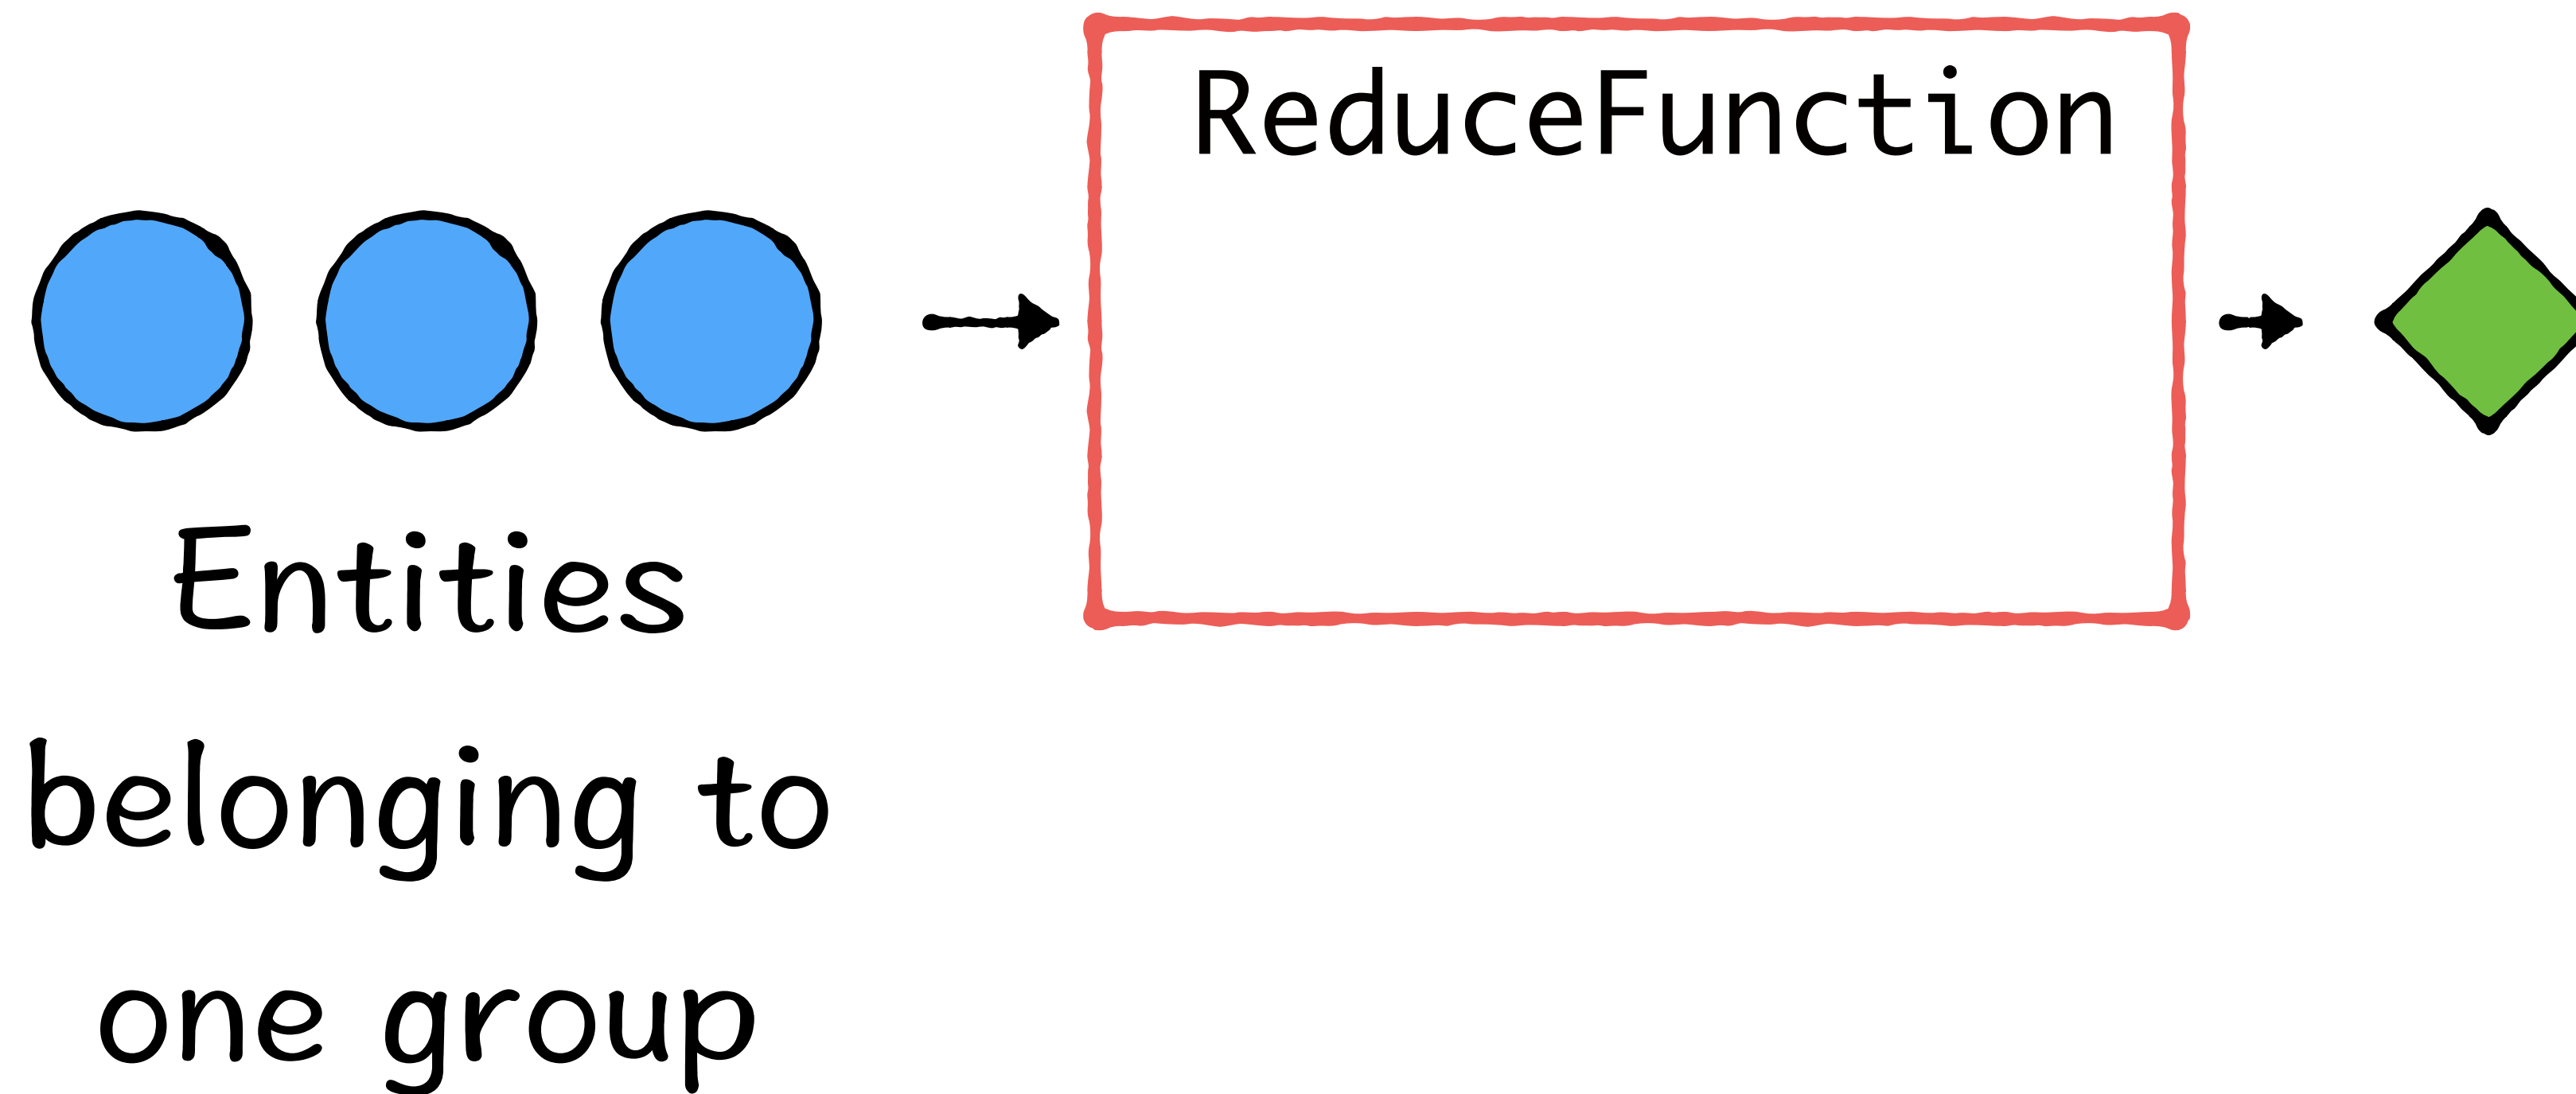 ReduceFunction
Entities
belonging to
one group